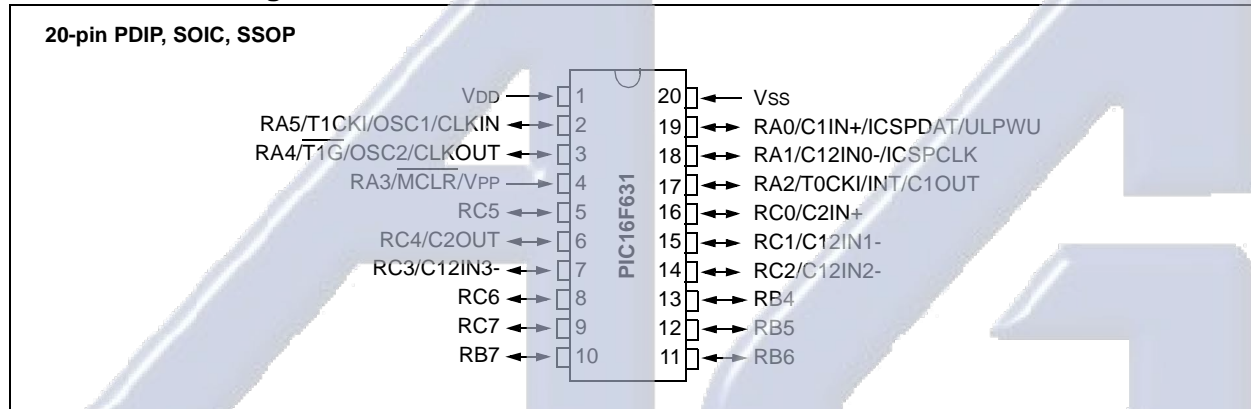 20-pin PDIP, SOIC, SSOP
VDD 1 20 VSS
RA5/T1CKI/OSC1/CLKIN 2 19 RA0/C1IN+/ICSPDAT/ULPWU
RA4/T1G/OSC2/CLKOUT 3 18 RA1/C12IN0-/ICSPCLK
RA3/MCLR/VPP 4 17 RA2/T0CKI/INT/C1OUT
RC5 5 16 RC0/C2IN+
RC4/C2OUT 6 15 RC1/C12IN1-
RC3/C12IN3- 7 14 RC2/C12IN2-
RC6 8 13 RB4
RC7 9 12 RB5
RB7 10 11 RB6
PIC16F631